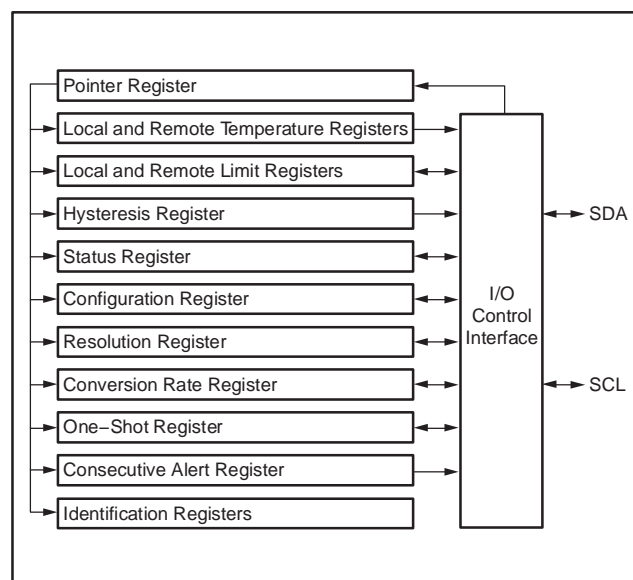 Pointer Register
Local and Remote Temperature Registers
Local and Remote Limit Registers
Hysteresis Register
SDA
Status Register
Configuration Register
I/O
Control
Interface
Resolution Register
Conversion Rate Register
SCL
One−Shot Register
Consecutive Alert Register
Identification Registers